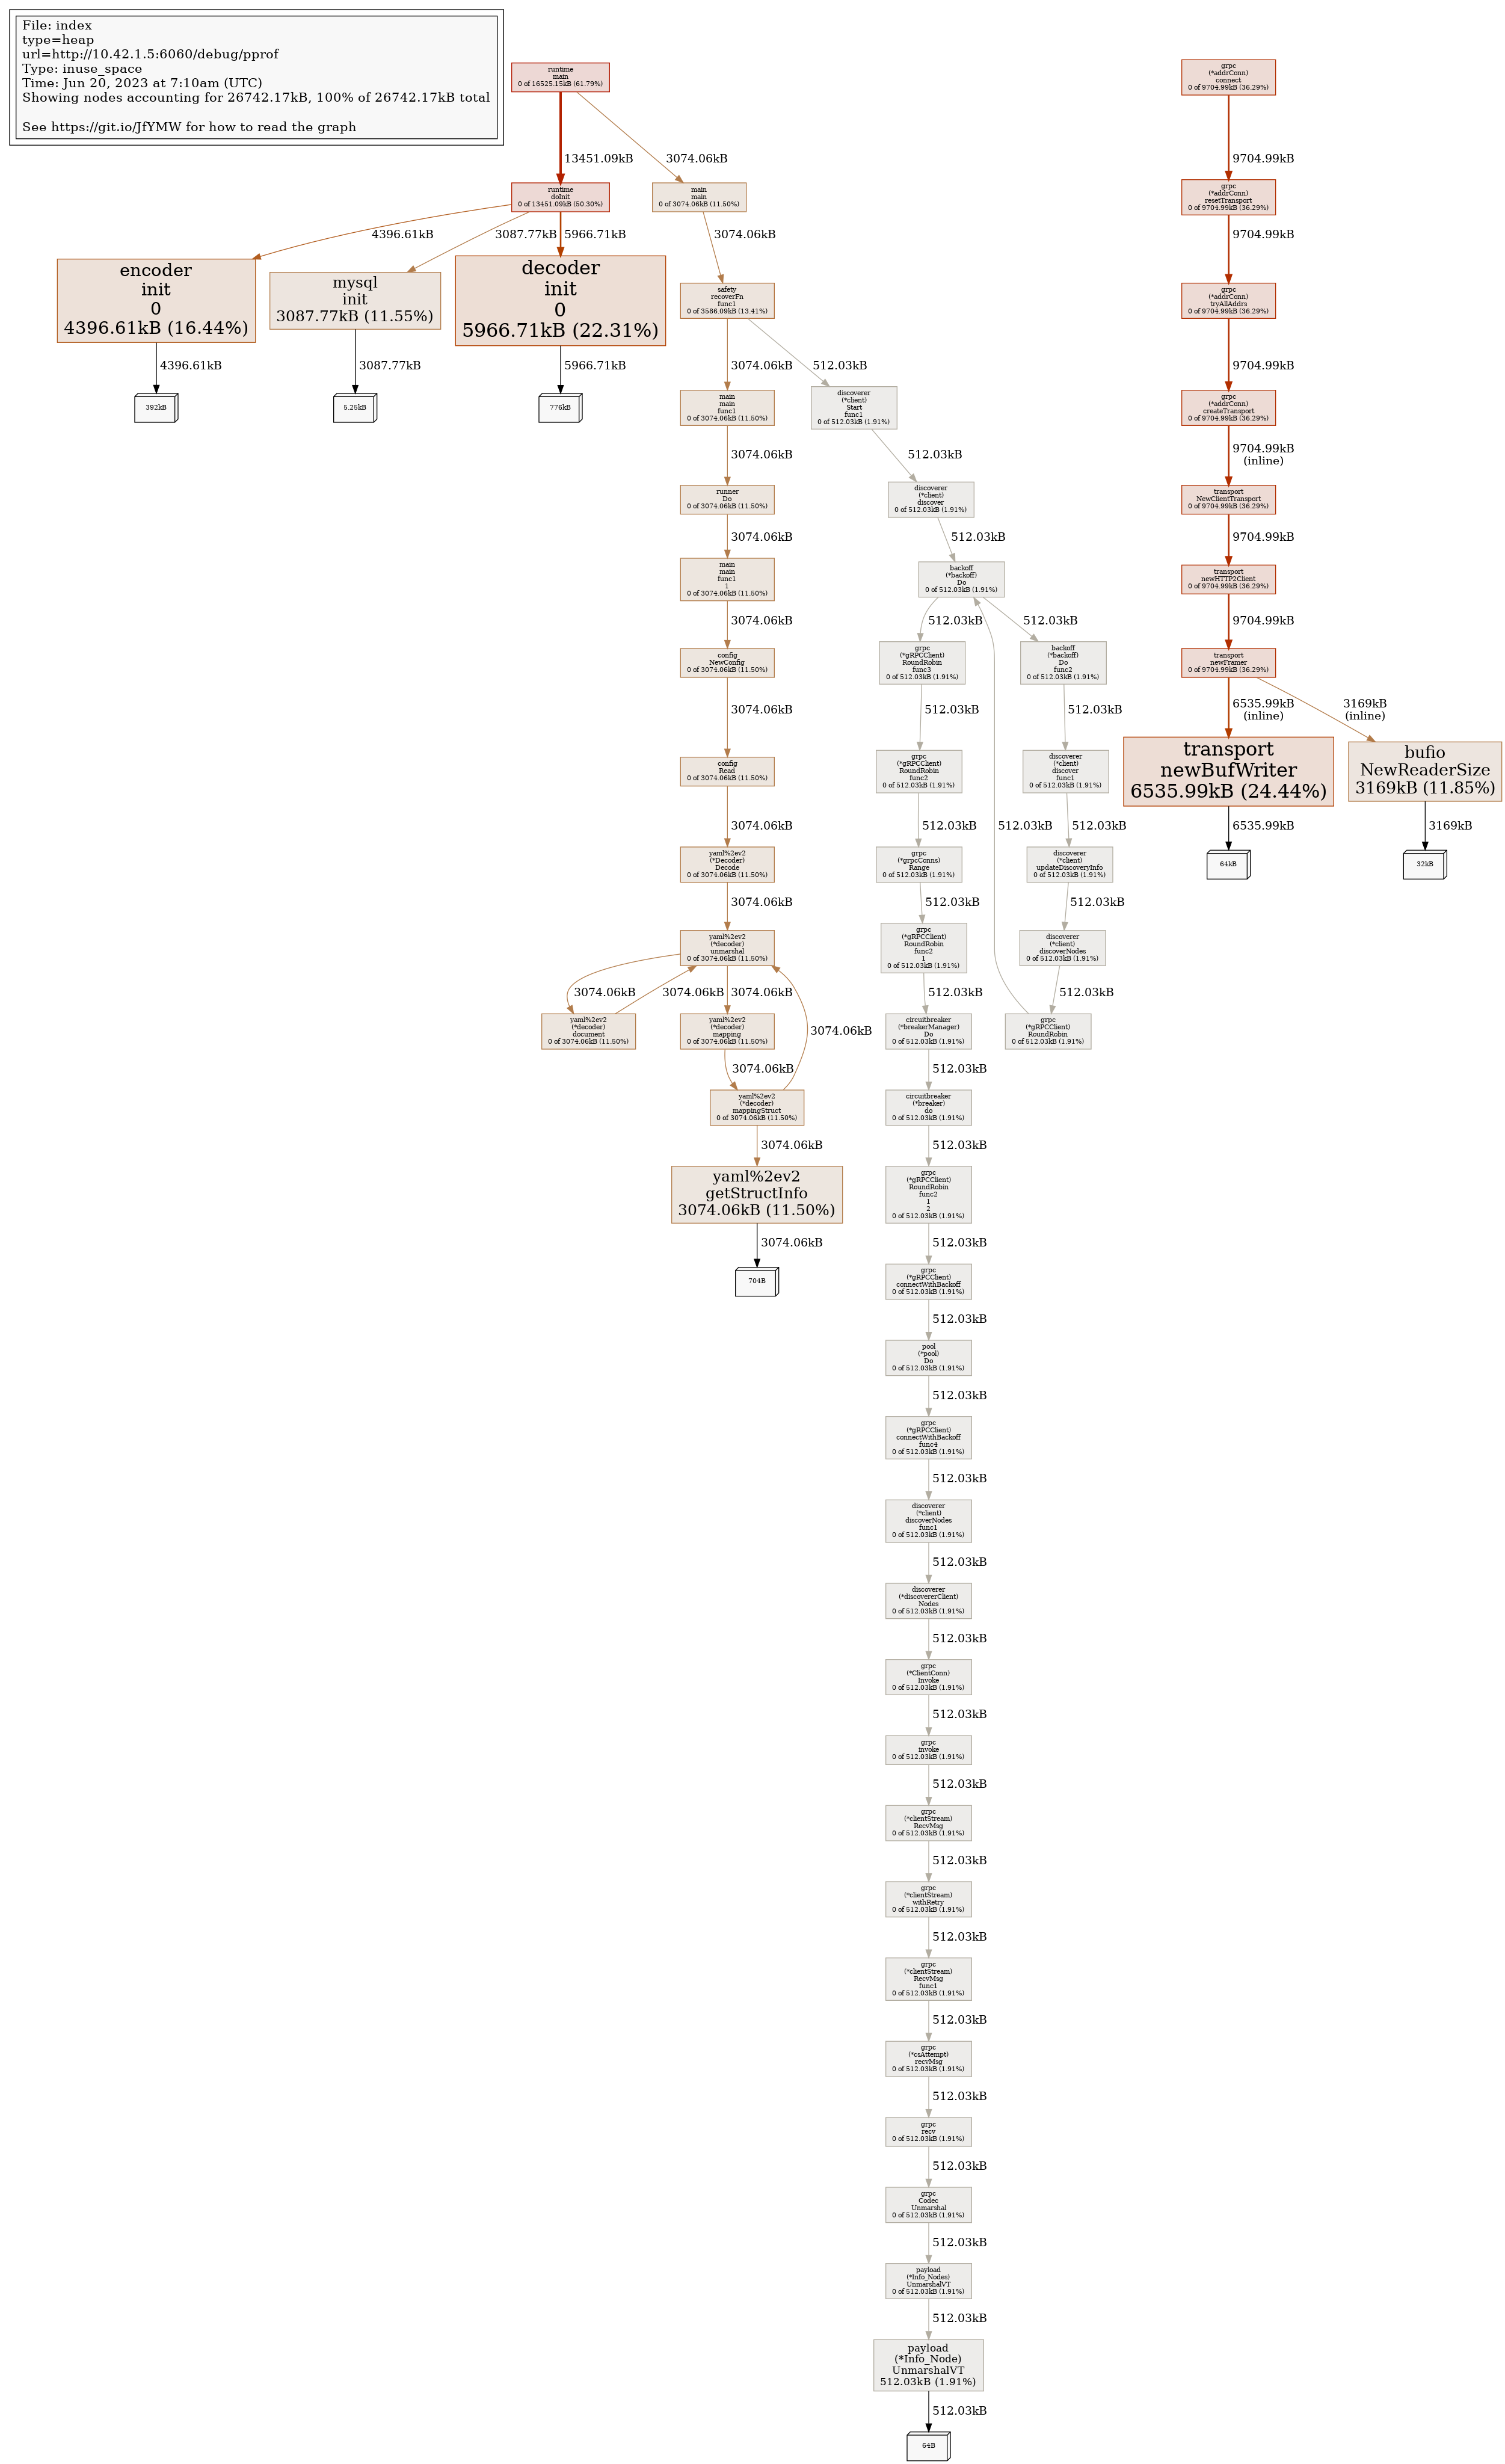 File: index
type=heap
url=http://10.42.1.5:6060/debug/pprof
Type: inuse_space
Time: Jun 20, 2023 at 7:10am (UTC)
Showing nodes accounting for 26742.17kB, 100% of 26742.17kB total
See https://git.io/JfYMW for how to read the graph
runtime
main
0 of 16525.15kB (61.79%)
13451.09kB
3074.06kB
runtime
doInit
0 of 13451.09kB (50.30%)
main
main
0 of 3074.06kB (11.50%)
4396.61kB
3087.77kB
5966.71kB
3074.06kB
encoder
init
0
4396.61kB (16.44%)
mysql
init
3087.77kB (11.55%)
decoder
init
0
5966.71kB (22.31%)
4396.61kB
3087.77kB
5966.71kB
392kB
5.25kB
776kB
safety
recoverFn
func1
0 of 3586.09kB (13.41%)
3074.06kB
512.03kB
main
main
func1
0 of 3074.06kB (11.50%)
3074.06kB
runner
Do
0 of 3074.06kB (11.50%)
3074.06kB
main
main
func1
1
0 of 3074.06kB (11.50%)
3074.06kB
config
NewConfig
0 of 3074.06kB (11.50%)
3074.06kB
config
Read
0 of 3074.06kB (11.50%)
3074.06kB
yaml%2ev2
(*Decoder)
Decode
0 of 3074.06kB (11.50%)
3074.06kB
yaml%2ev2
(*decoder)
unmarshal
0 of 3074.06kB (11.50%)
3074.06kB
3074.06kB
3074.06kB
3074.06kB
yaml%2ev2
(*decoder)
document
0 of 3074.06kB (11.50%)
yaml%2ev2
(*decoder)
mapping
0 of 3074.06kB (11.50%)
3074.06kB
yaml%2ev2
(*decoder)
mappingStruct
0 of 3074.06kB (11.50%)
3074.06kB
yaml%2ev2
getStructInfo
3074.06kB (11.50%)
3074.06kB
704B
discoverer
(*client)
Start
func1
0 of 512.03kB (1.91%)
512.03kB
discoverer
(*client)
discover
0 of 512.03kB (1.91%)
512.03kB
backoff
(*backoff)
Do
0 of 512.03kB (1.91%)
512.03kB
512.03kB
grpc
(*gRPCClient)
RoundRobin
func3
0 of 512.03kB (1.91%)
backoff
(*backoff)
Do
func2
0 of 512.03kB (1.91%)
512.03kB
512.03kB
grpc
(*gRPCClient)
RoundRobin
func2
0 of 512.03kB (1.91%)
discoverer
(*client)
discover
func1
0 of 512.03kB (1.91%)
512.03kB
512.03kB
512.03kB
grpc
(*grpcConns)
Range
0 of 512.03kB (1.91%)
discoverer
(*client)
updateDiscoveryInfo
0 of 512.03kB (1.91%)
512.03kB
512.03kB
grpc
(*gRPCClient)
RoundRobin
func2
1
0 of 512.03kB (1.91%)
discoverer
(*client)
discoverNodes
0 of 512.03kB (1.91%)
512.03kB
512.03kB
circuitbreaker
(*breakerManager)
Do
0 of 512.03kB (1.91%)
grpc
(*gRPCClient)
RoundRobin
0 of 512.03kB (1.91%)
512.03kB
circuitbreaker
(*breaker)
do
0 of 512.03kB (1.91%)
512.03kB
grpc
(*gRPCClient)
RoundRobin
func2
1
2
0 of 512.03kB (1.91%)
512.03kB
grpc
(*gRPCClient)
connectWithBackoff
0 of 512.03kB (1.91%)
512.03kB
pool
(*pool)
Do
0 of 512.03kB (1.91%)
512.03kB
grpc
(*gRPCClient)
connectWithBackoff
func4
0 of 512.03kB (1.91%)
512.03kB
discoverer
(*client)
discoverNodes
func1
0 of 512.03kB (1.91%)
512.03kB
discoverer
(*discovererClient)
Nodes
0 of 512.03kB (1.91%)
512.03kB
grpc
(*ClientConn)
Invoke
0 of 512.03kB (1.91%)
512.03kB
grpc
invoke
0 of 512.03kB (1.91%)
512.03kB
grpc
(*clientStream)
RecvMsg
0 of 512.03kB (1.91%)
512.03kB
grpc
(*clientStream)
withRetry
0 of 512.03kB (1.91%)
512.03kB
grpc
(*clientStream)
RecvMsg
func1
0 of 512.03kB (1.91%)
512.03kB
grpc
(*csAttempt)
recvMsg
0 of 512.03kB (1.91%)
512.03kB
grpc
recv
0 of 512.03kB (1.91%)
512.03kB
grpc
Codec
Unmarshal
0 of 512.03kB (1.91%)
512.03kB
payload
(*Info_Nodes)
UnmarshalVT
0 of 512.03kB (1.91%)
512.03kB
payload
(*Info_Node)
UnmarshalVT
512.03kB (1.91%)
512.03kB
64B
grpc
(*addrConn)
connect
0 of 9704.99kB (36.29%)
9704.99kB
grpc
(*addrConn)
resetTransport
0 of 9704.99kB (36.29%)
9704.99kB
grpc
(*addrConn)
tryAllAddrs
0 of 9704.99kB (36.29%)
9704.99kB
grpc
(*addrConn)
createTransport
0 of 9704.99kB (36.29%)
9704.99kB
(inline)
transport
NewClientTransport
0 of 9704.99kB (36.29%)
9704.99kB
transport
newHTTP2Client
0 of 9704.99kB (36.29%)
9704.99kB
transport
newFramer
0 of 9704.99kB (36.29%)
6535.99kB
(inline)
3169kB
(inline)
transport
newBufWriter
6535.99kB (24.44%)
bufio
NewReaderSize
3169kB (11.85%)
6535.99kB
3169kB
64kB
32kB